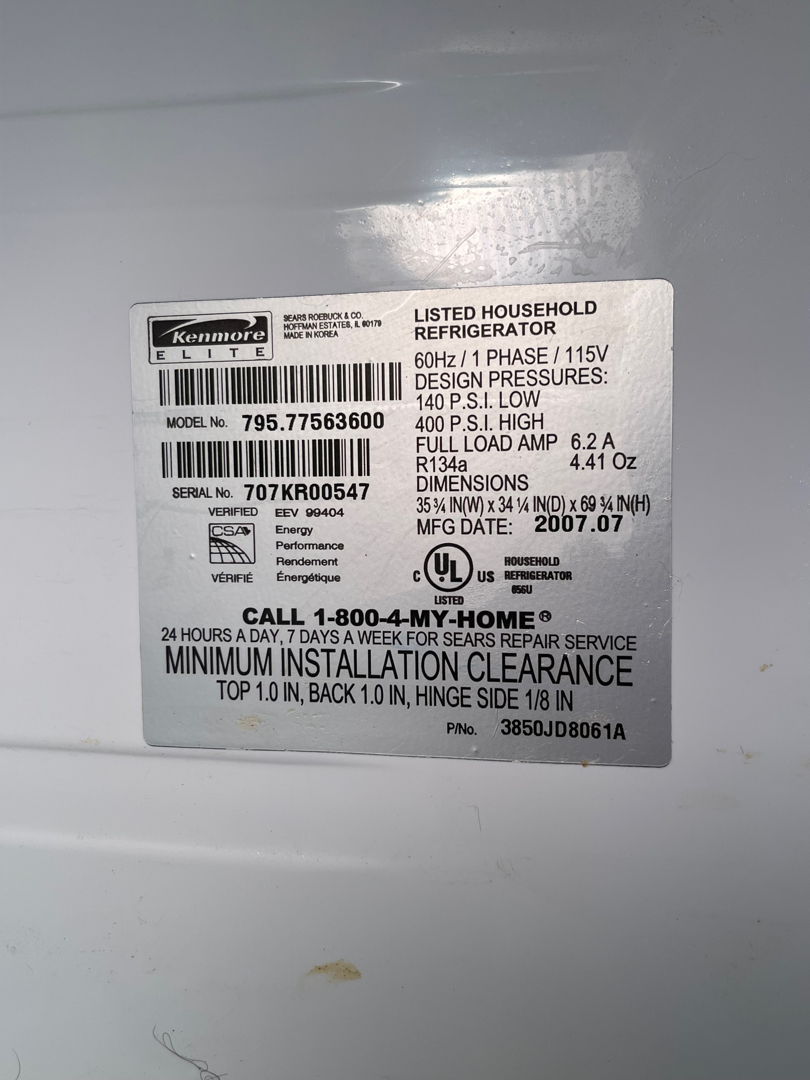 Kenmore
ELITE
SEARS ROEBUCK & CO.
HOFFMAN ESTATES, IL 60179
MADE IN KOREA
MODEL No. 795.77563600
SERIAL No. 707KR00547
VERIFIED EEV 99404
CSA
Energy
Performance
Rendement
VÉRIFIÉ Énergétique
LISTED HOUSEHOLD
REFRIGERATOR
60Hz / 1 PHASE / 115V
DESIGN PRESSURES:
140 P.S.I. LOW
400 P.S.I. HIGH
FULL LOAD AMP 6.2 A
R134a 4.41 Oz
DIMENSIONS
35 ¾ IN(W) x 34 ¼ IN(D) x 69 ¾ IN(H)
MFG DATE: 2007.07
C UL US
LISTED
HOUSEHOLD
REFRIGERATOR
656U
CALL 1-800-4-MY-HOME®
24 HOURS A DAY, 7 DAYS A WEEK FOR SEARS REPAIR SERVICE
MINIMUM INSTALLATION CLEARANCE
TOP 1.0 IN, BACK 1.0 IN, HINGE SIDE 1/8 IN
P/No. 3850JD8061A